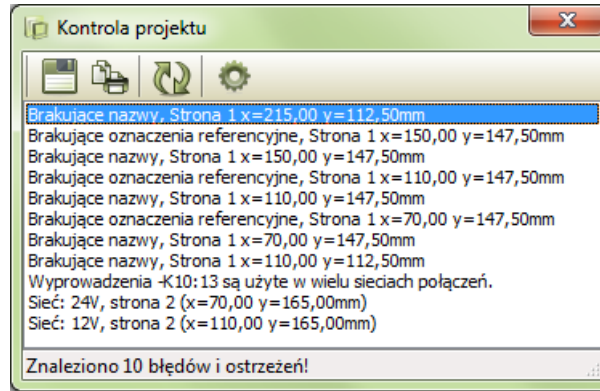 Kontrola projektu
Brakujące nazwy, Strona 1 x=215,00 y=112,50mm
Brakujące oznaczenia referencyjne, Strona 1 x=150,00 y=147,50mm
Brakujące nazwy, Strona 1 x=150,00 y=147,50mm
Brakujące oznaczenia referencyjne, Strona 1 x=110,00 y=147,50mm
Brakujące nazwy, Strona 1 x=110,00 y=147,50mm
Brakujące oznaczenia referencyjne, Strona 1 x=70,00 y=147,50mm
Brakujące nazwy, Strona 1 x=70,00 y=147,50mm
Brakujące nazwy, Strona 1 x=110,00 y=112,50mm
Wyprowadzenia -K10:13 są użyte w wielu sieciach połączeń.
Sieć: 24V, strona 2 (x=70,00 y=165,00mm)
Sieć: 12V, strona 2 (x=110,00 y=165,00mm)
Znaleziono 10 błędów i ostrzeżeń!